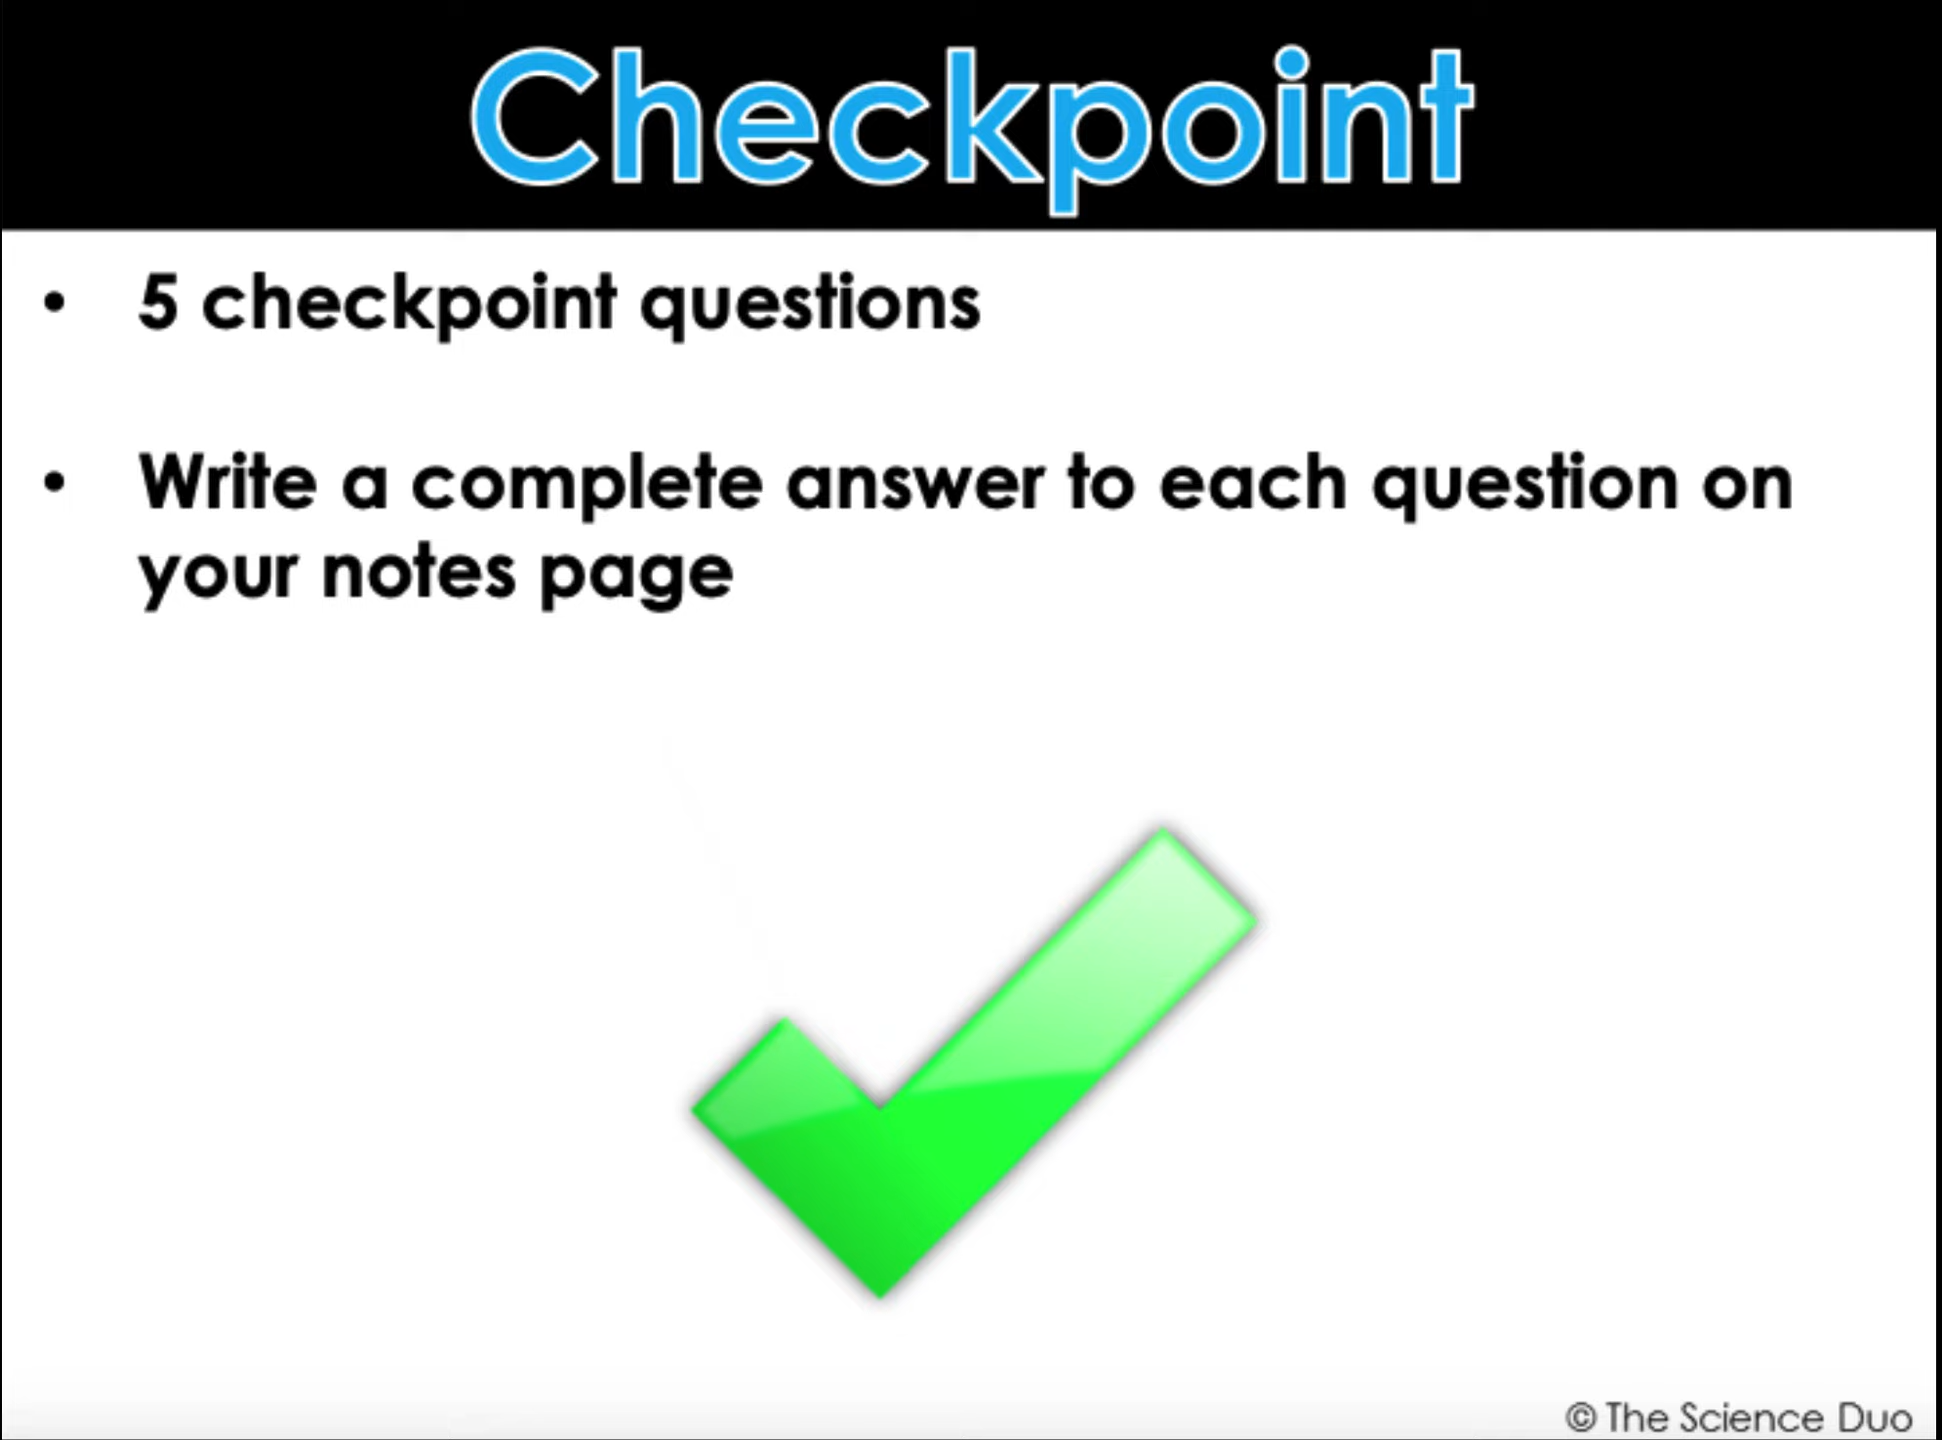 Checkpoint
• 5 checkpoint questions
• Write a complete answer to each question on
your notes page
© The Science Duo